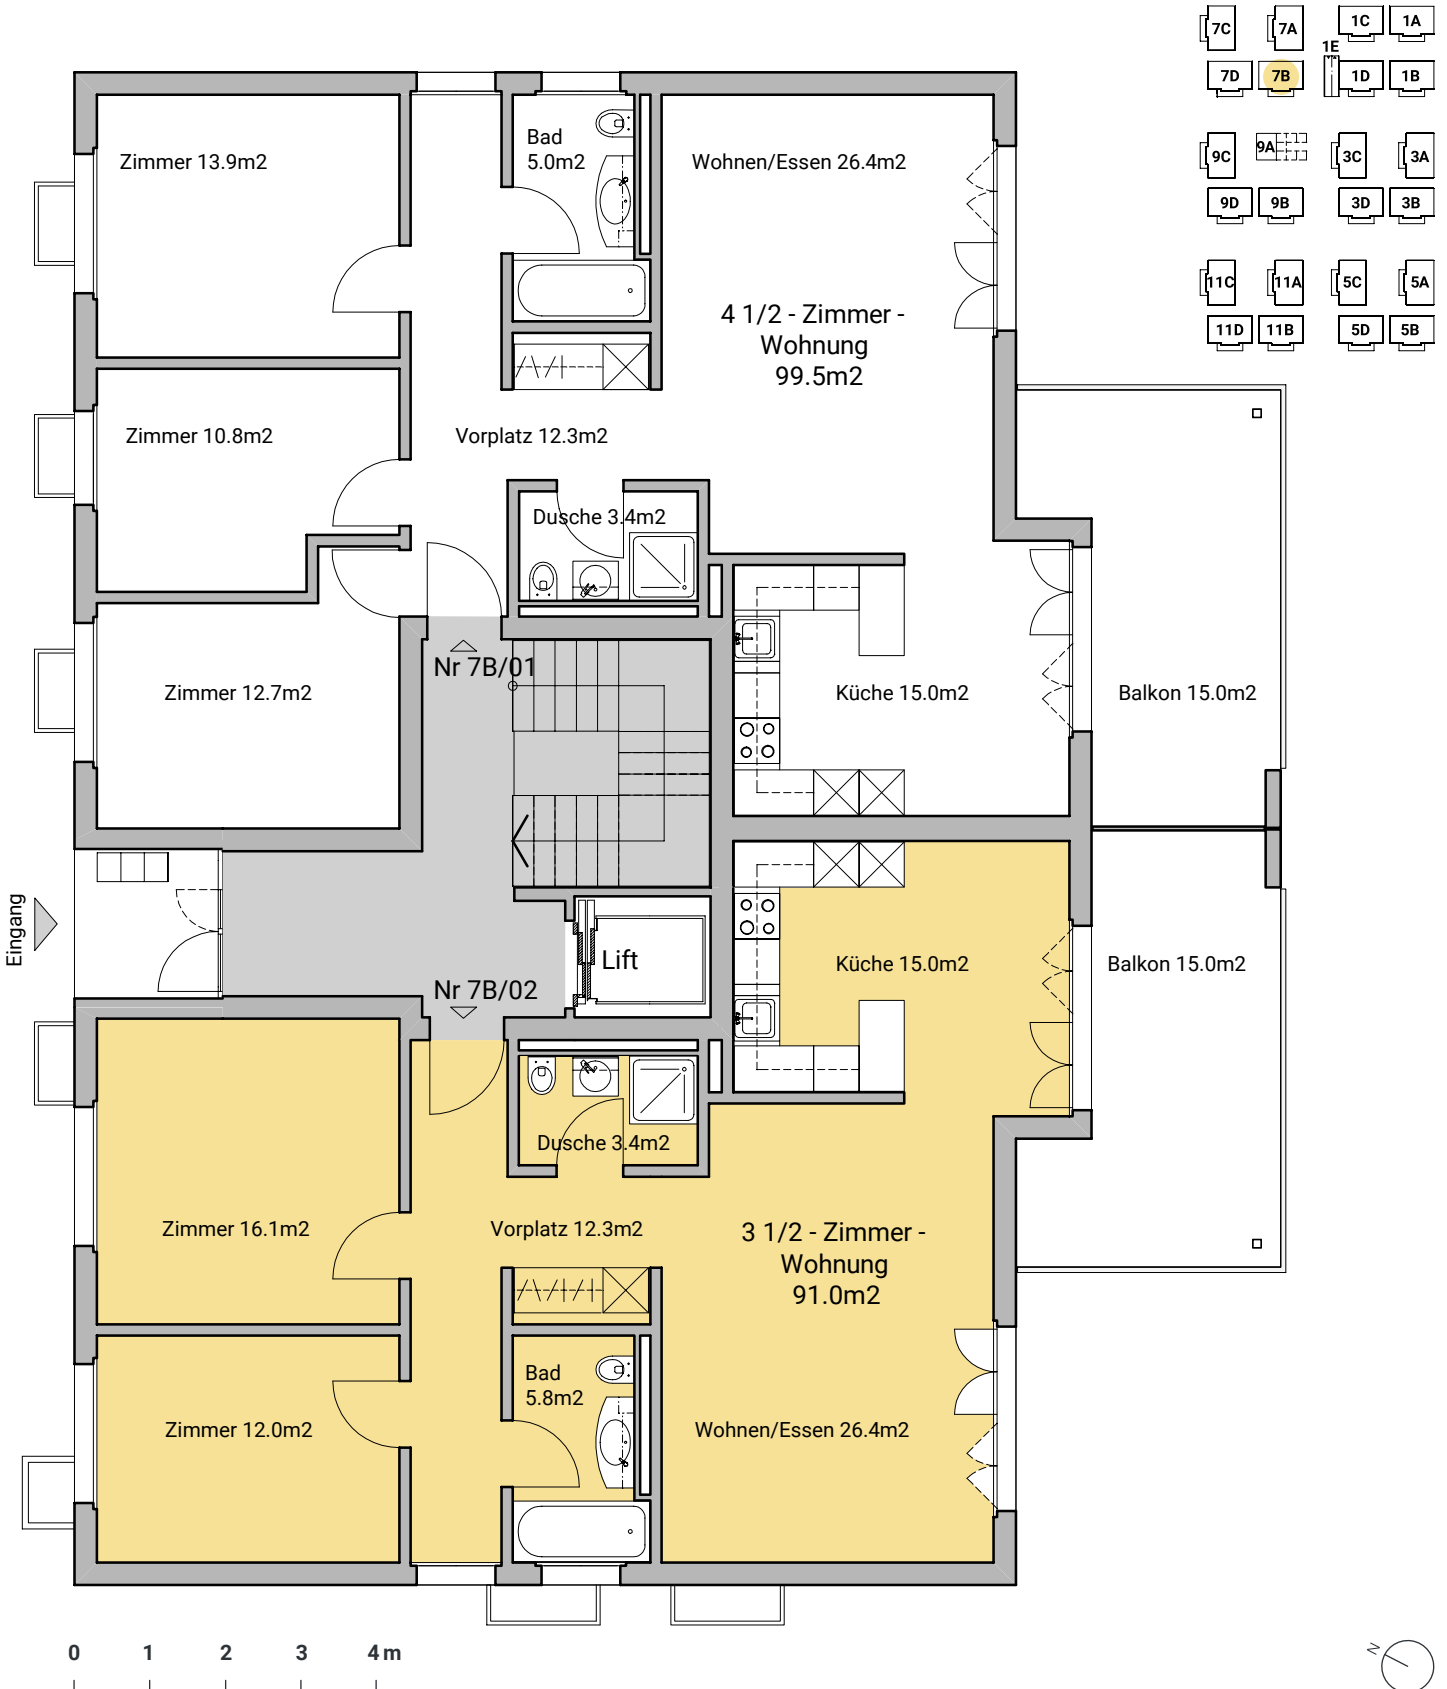 7C
7A
1C
1A
1E
7D
7B
1D
1B
9C
9A
3C
3A
9D
9B
3D
3B
11C
11A
5C
5A
11D
11B
5D
5B
Zimmer 13.9m2
Bad
5.0m2
Wohnen/Essen 26.4m2
4 1/2 - Zimmer -
Wohnung
99.5m2
Zimmer 10.8m2
Vorplatz 12.3m2
Dusche 3.4m2
Nr 7B/01
Zimmer 12.7m2
Küche 15.0m2
Balkon 15.0m2
Eingang
Lift
Nr 7B/02
Küche 15.0m2
Balkon 15.0m2
Dusche 3.4m2
Zimmer 16.1m2
Vorplatz 12.3m2
3 1/2 - Zimmer -
Wohnung
91.0m2
Bad
5.8m2
Zimmer 12.0m2
Wohnen/Essen 26.4m2
0 1 2 3 4 m
N